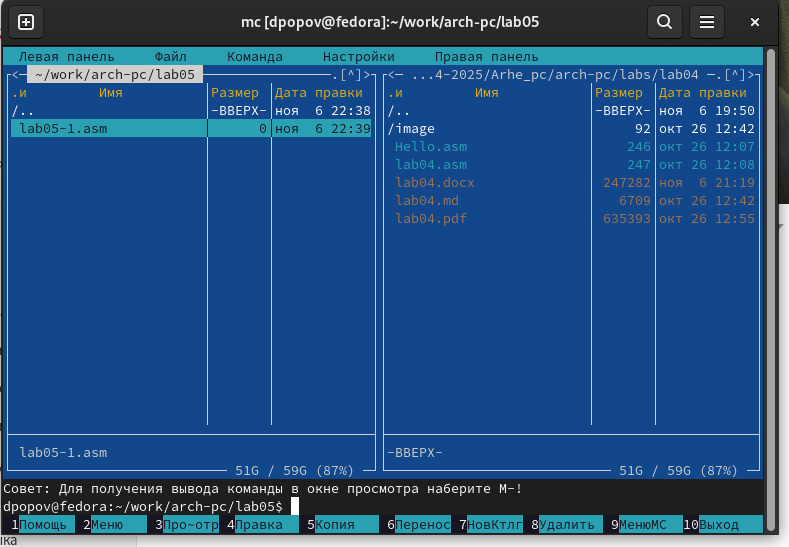 mc [dpopov@fedora]:~/work/arch-pc/lab05
Левая панель Файл Команда Настройки Правая панель
<— ~/work/arch-pc/lab05 —.[^]> <— ...4-2025/Arhe_pc/arch-pc/labs/lab04 —.[^]>
.и Имя Размер Дата правки .и Имя Размер Дата правки
/.. -ВВЕРХ- ноя 6 22:38 /.. -ВВЕРХ- ноя 6 19:50
lab05-1.asm 0 ноя 6 22:39 /image 92 окт 26 12:42
Hello.asm 246 окт 26 12:07
lab04.asm 247 окт 26 12:08
lab04.docx 247282 ноя 6 21:19
lab04.md 6709 окт 26 12:42
lab04.pdf 635393 окт 26 12:55
lab05-1.asm -ВВЕРХ-
51G / 59G (87%) 51G / 59G (87%)
Совет: Для получения вывода команды в окне просмотра наберите M-!
dpopov@fedora:~/work/arch-pc/lab05$
1Помощь 2Меню 3Про~отр 4Правка 5Копия 6Перенос 7НовКтлг 8Удалить 9МенюМС 10Выход